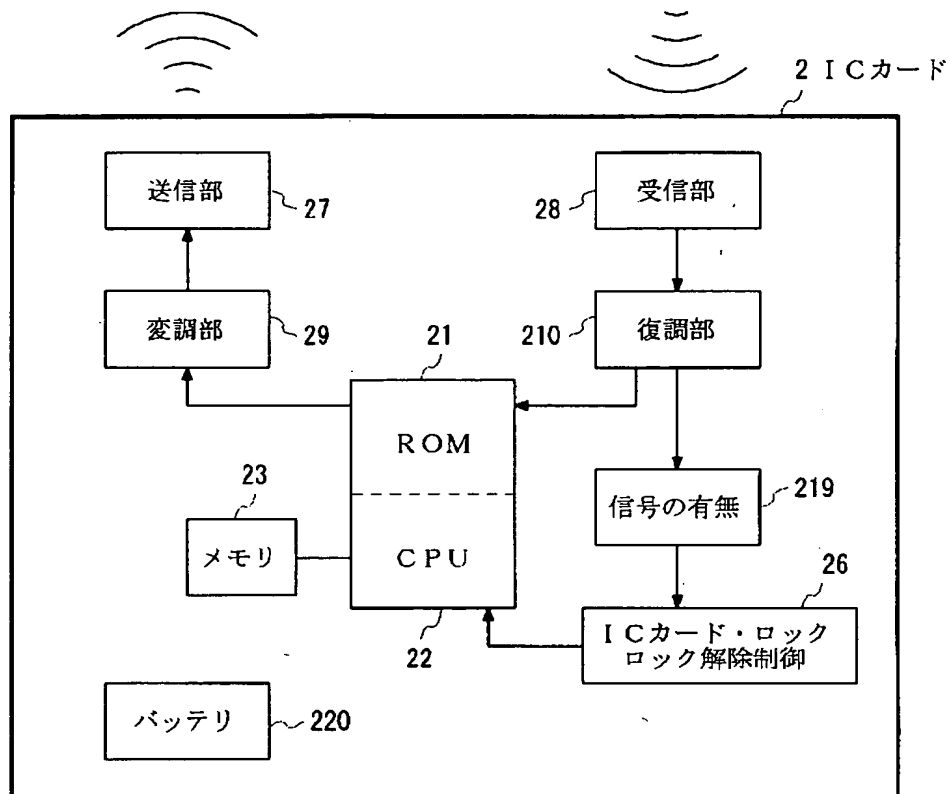 2 ICカード
送信部
27
28
受信部
変調部
29
21
210
復調部
ROM
23
信号の有無
219
メモリ
CPU
26
22
ICカード・ロック
ロック解除制御
バッテリ
220